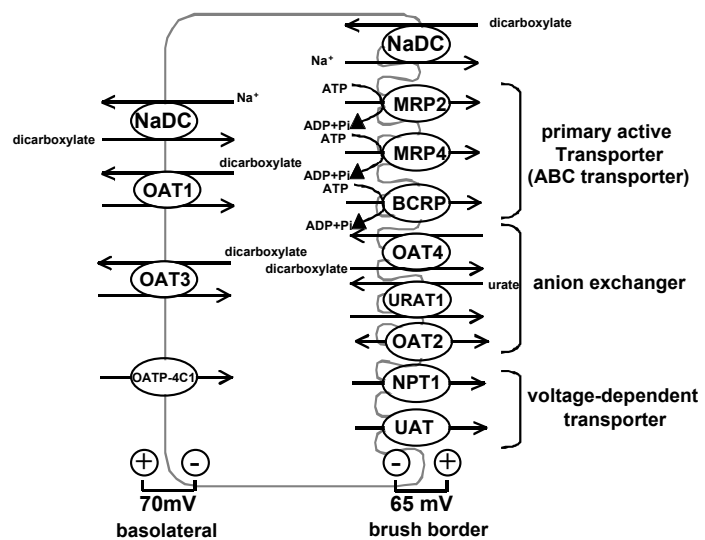 dicarboxylate
NaDC
Na⁺
ATP
MRP2
ADP+Pi
ATP
MRP4
ADP+Pi
ATP
BCRP
ADP+Pi
primary active
Transporter
(ABC transporter)
Na⁺
NaDC
dicarboxylate
dicarboxylate
OAT1
dicarboxylate
OAT3
OATP-4C1
OAT4
dicarboxylate
urate
URAT1
OAT2
anion exchanger
NPT1
UAT
voltage-dependent
transporter
+ -
70mV
basolateral
- +
65 mV
brush border